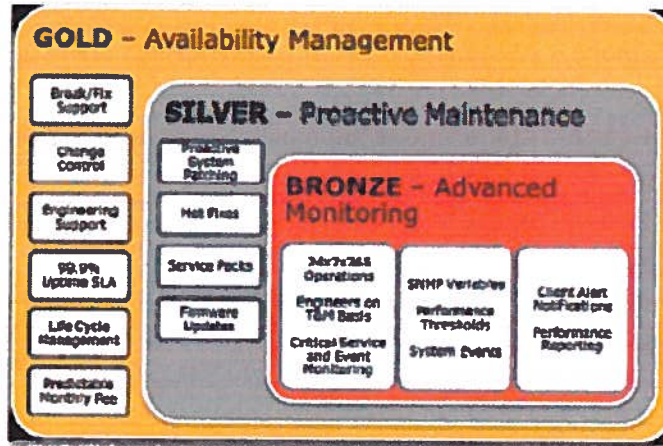 GOLD – Availability Management
Break/Fix
Support
Change
Control
Engineering
Support
99.9%
Uptime SLA
Life Cycle
Management
Predictable
Monthly Fee
SILVER – Proactive Maintenance
Proactive
System
Patching
Hot Fixes
Service Packs
Firmware
Updates
BRONZE – Advanced
Monitoring
24x7x365
Operations
Engineers on
T&M Basis
Critical Service
and Event
Monitoring
SNMP Variables
Performance
Thresholds
System Events
Client Alert
Notifications
Performance
Reporting